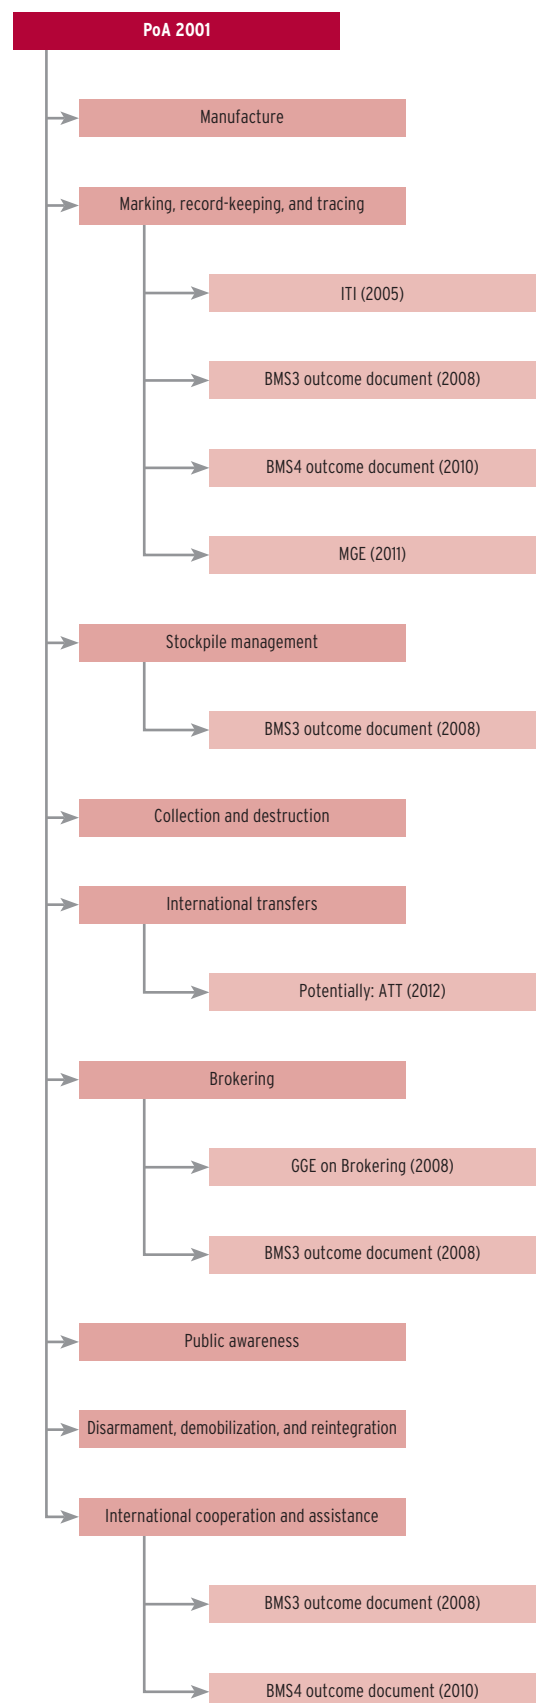 PoA 2001
Manufacture
Marking, record-keeping, and tracing
ITI (2005)
BMS3 outcome document (2008)
BMS4 outcome document (2010)
MGE (2011)
Stockpile management
BMS3 outcome document (2008)
Collection and destruction
International transfers
Potentially: ATT (2012)
Brokering
GGE on Brokering (2008)
BMS3 outcome document (2008)
Public awareness
Disarmament, demobilization, and reintegration
International cooperation and assistance
BMS3 outcome document (2008)
BMS4 outcome document (2010)